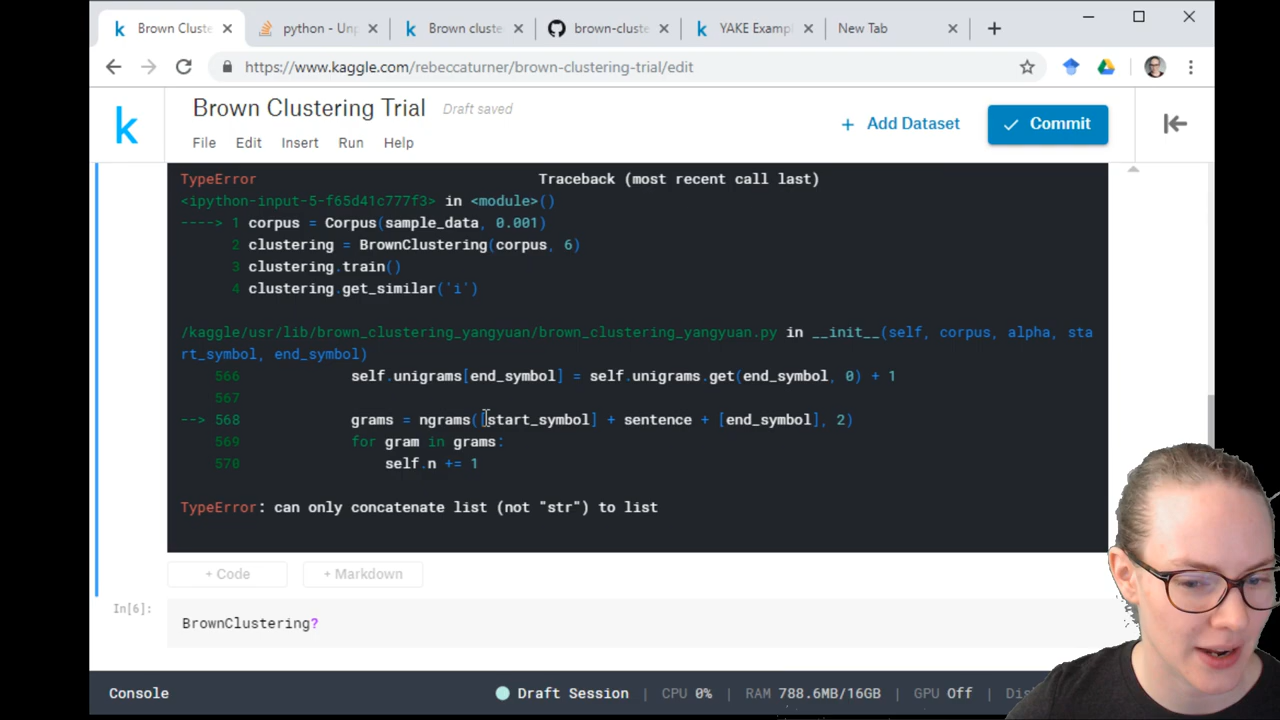 Brown Cluste
python - Unp
Brown cluste
brown-cluste
YAKE Exampl
New Tab
https://www.kaggle.com/rebeccaturner/brown-clustering-trial/edit
k
Brown Clustering Trial
Draft saved
+ Add Dataset
Commit
File Edit Insert Run Help
TypeError Traceback (most recent call last)
<ipython-input-5-f65d41c777f3> in <module>()
----> 1 corpus = Corpus(sample_data, 0.001)
2 clustering = BrownClustering(corpus, 6)
3 clustering.train()
4 clustering.get_similar('i')
/kaggle/usr/lib/brown_clustering_yangyuan/brown_clustering_yangyuan.py in __init__(self, corpus, alpha, sta
rt_symbol, end_symbol)
566 self.unigrams[end_symbol] = self.unigrams.get(end_symbol, 0) + 1
567
--> 568 grams = ngrams([start_symbol] + sentence + [end_symbol], 2)
569 for gram in grams:
570 self.n += 1
TypeError: can only concatenate list (not "str") to list
+ Code
+ Markdown
In[6]:
BrownClustering?
Console
Draft Session | CPU 0% | RAM 788.6MB/16GB | GPU Off |